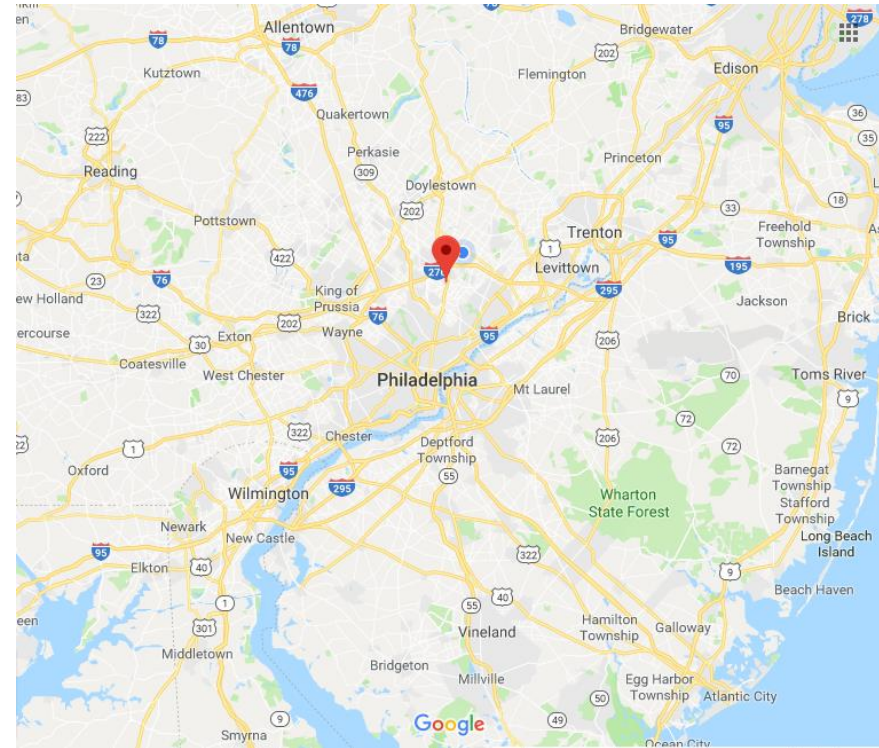 Allentown
Bridgewater
278
78
78
202
Kutztown
Flemington
Edison
476
83
Quakertown
36
222
95
35
Perkasie
Princeton
Reading
309
Doylestown
202
18
33
Pottstown
Trenton
Freehold
Township
1
95
422
276
Levittown
195
76
23
King of
Prussia
295
New Holland
Jackson
322
202
76
Brick
ercourse
Exton
Wayne
95
30
206
Coatesville
West Chester
Philadelphia
Mt Laurel
70
Toms River
9
72
322
Chester
206
1
Deptford
Township
72
Oxford
95
55
Barnegat
Township
295
Wilmington
Wharton
State Forest
Stafford
Township
Newark
New Castle
Long Beach
Island
95
322
Elkton
40
9
Beach Haven
1
55
40
een
301
Vineland
Hamilton
Township
Galloway
Middletown
Bridgeton
Millville
Egg Harbor
Township
Atlantic City
50
9
Google
49
Smyrna
Ocean City